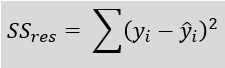 SS_res = ∑(y_i − ŷ_i)²